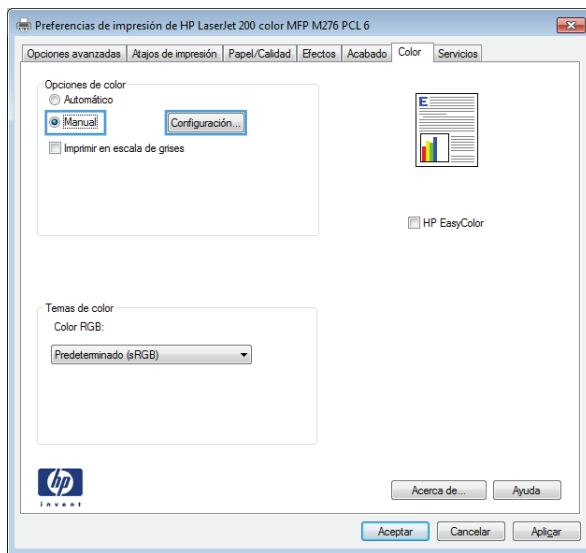 Preferencias de impresión de HP LaserJet 200 color MFP M276 PCL 6
Opciones avanzadas Atajos de impresión Papel/Calidad Efectos Acabado Color Servicios
Opciones de color
Automático
Manual Configuración...
Imprimir en escala de grises
E
HP EasyColor
Temas de color
Color RGB:
Predeterminado (sRGB)
hp
invent
Acerca de... Ayuda
Aceptar Cancelar Aplicar